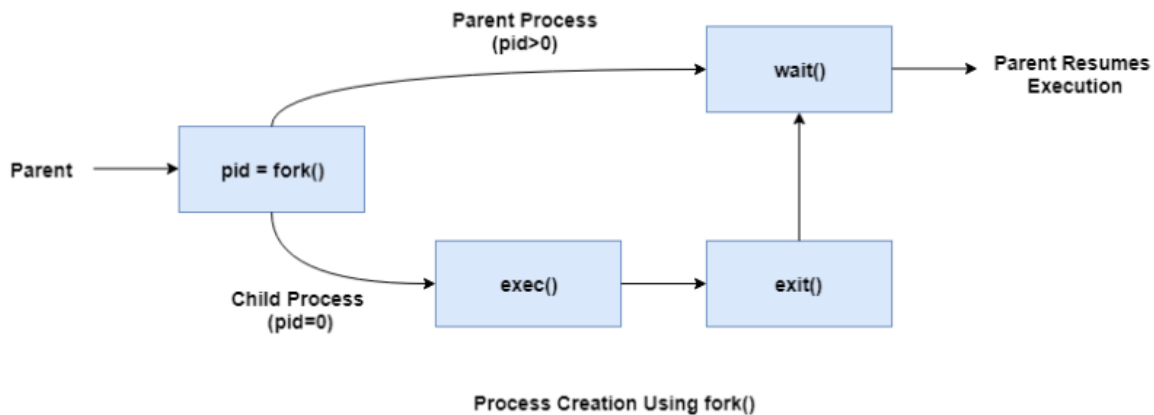 Parent Process
(pid>0)
wait()
Parent Resumes
Execution
Parent
pid = fork()
Child Process
(pid=0)
exec()
exit()
Process Creation Using fork()